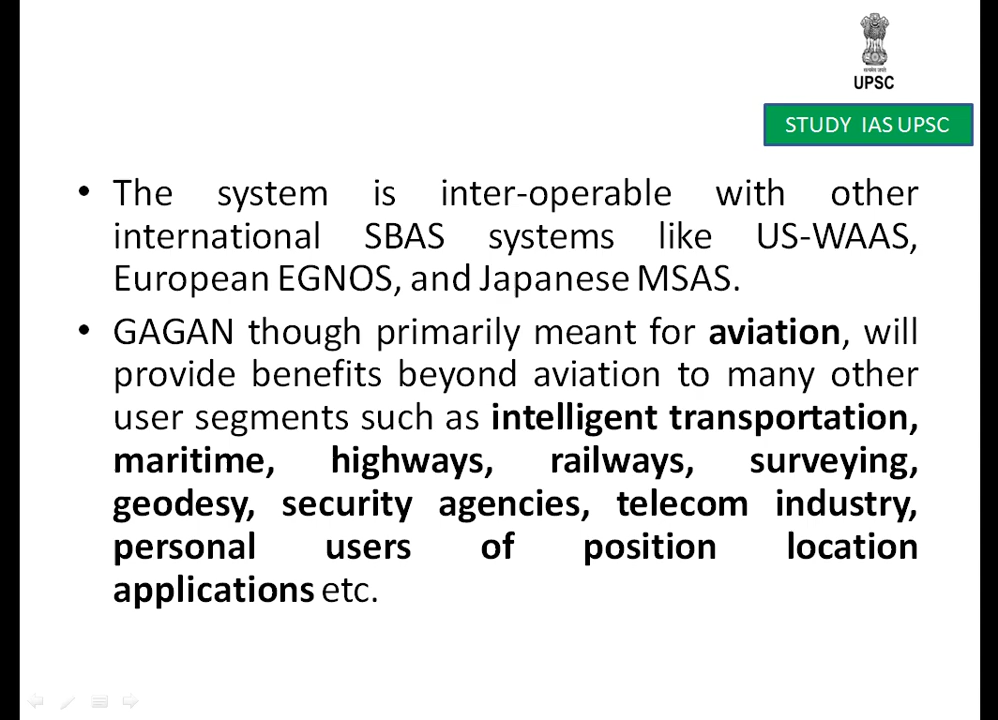 UPSC
STUDY IAS UPSC
• The system is inter-operable with other
international SBAS systems like US-WAAS,
European EGNOS, and Japanese MSAS.
• GAGAN though primarily meant for aviation, will
provide benefits beyond aviation to many other
user segments such as intelligent transportation,
maritime, highways, railways, surveying,
geodesy, security agencies, telecom industry,
personal users of position location
applications etc.